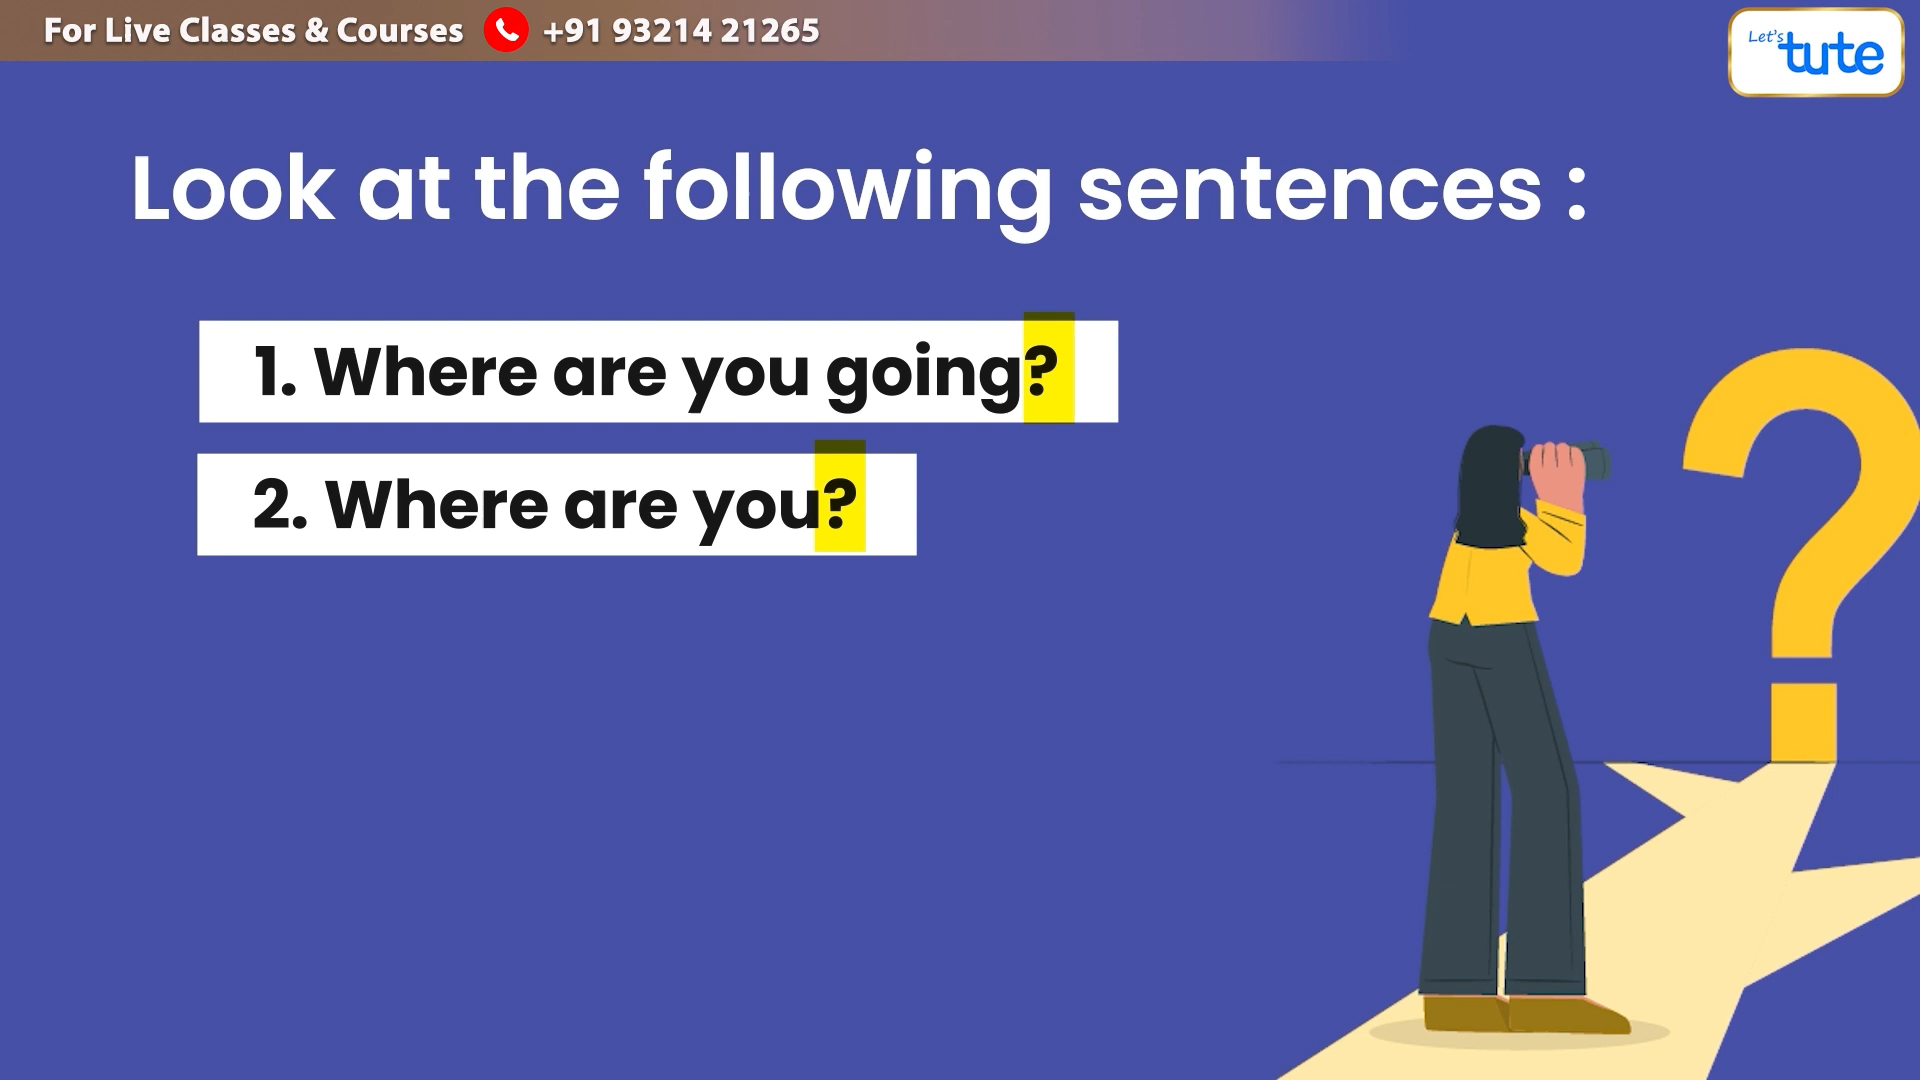 For Live Classes & Courses +91 93214 21265
Let's tute
Look at the following sentences :
1. Where are you going?
2. Where are you?